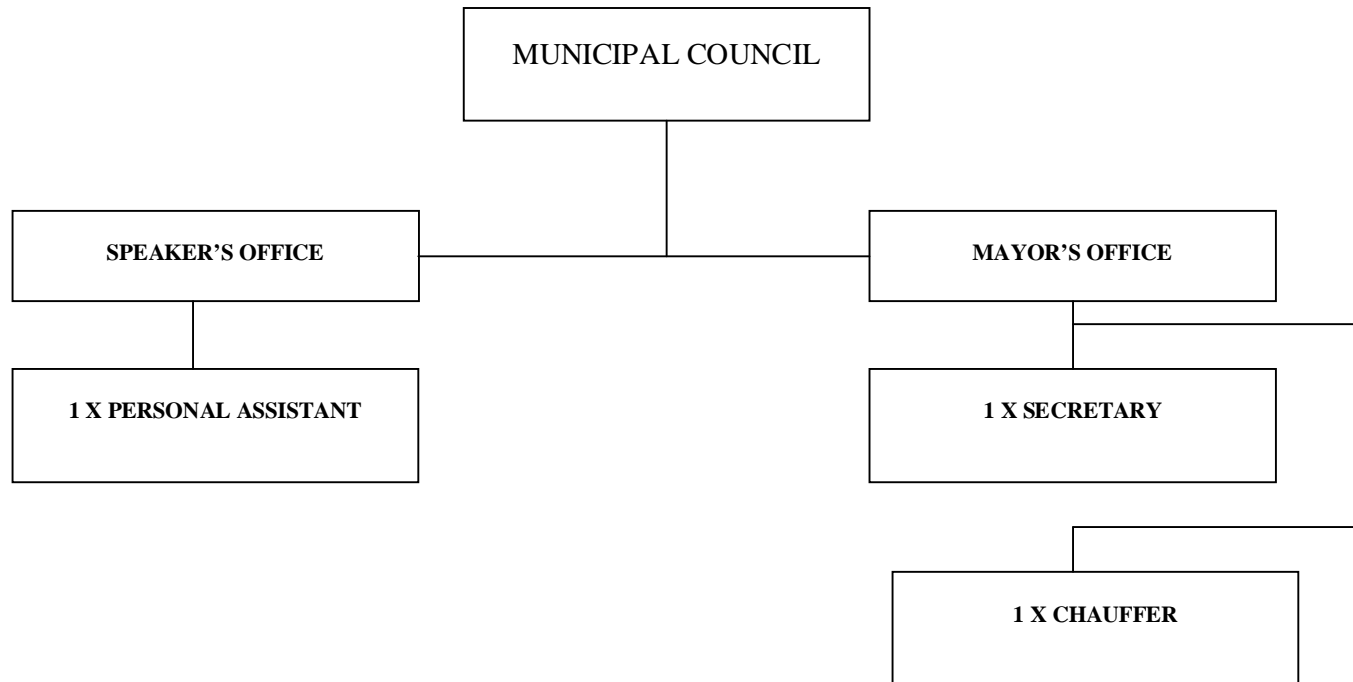 MUNICIPAL COUNCIL
SPEAKER’S OFFICE
MAYOR’S OFFICE
1 X PERSONAL ASSISTANT
1 X SECRETARY
1 X CHAUFFER